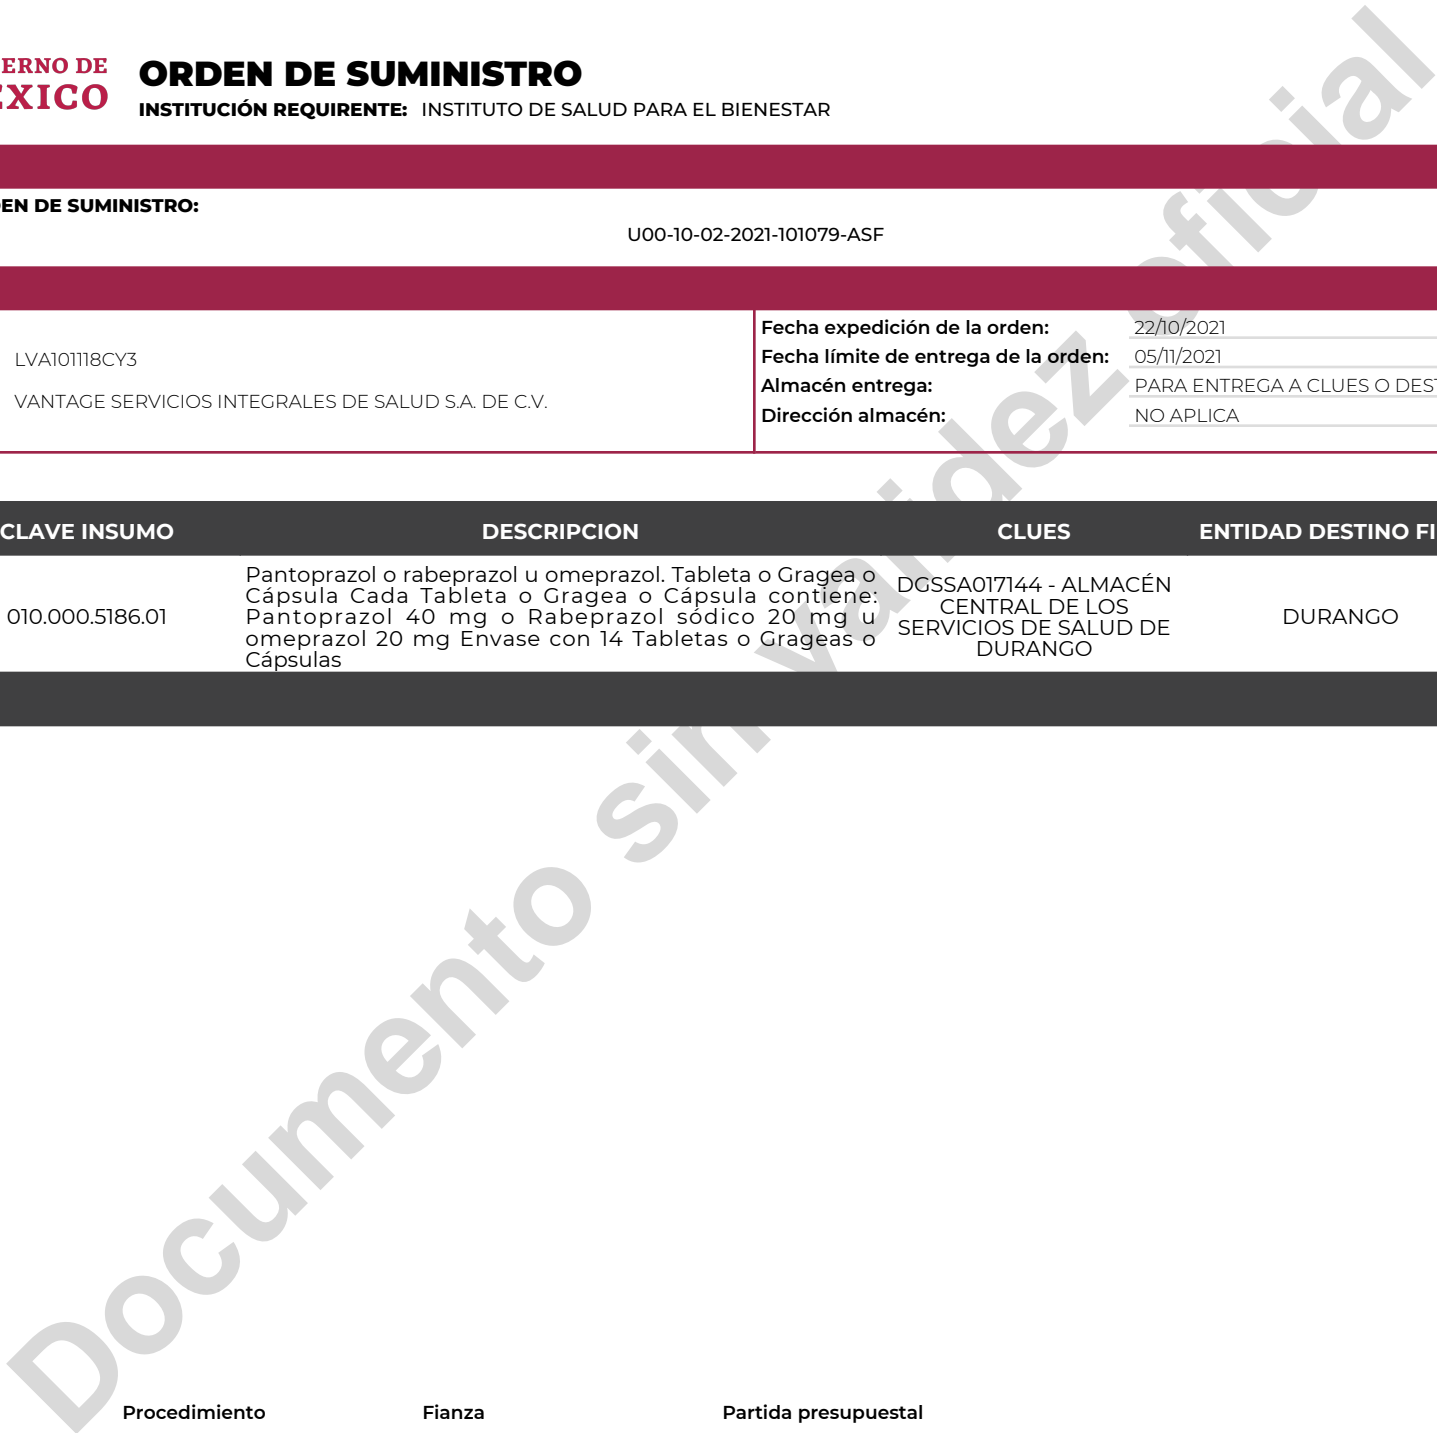 ERNO DE
EXICO
ORDEN DE SUMINISTRO
INSTITUCIÓN REQUIRENTE: INSTITUTO DE SALUD PARA EL BIENESTAR
EN DE SUMINISTRO:
U00-10-02-2021-101079-ASF
LVA101118CY3
VANTAGE SERVICIOS INTEGRALES DE SALUD S.A. DE C.V.
Fecha expedición de la orden: 22/10/2021
Fecha límite de entrega de la orden: 05/11/2021
Almacén entrega: PARA ENTREGA A CLUES O DEST
Dirección almacén: NO APLICA
CLAVE INSUMO DESCRIPCION CLUES ENTIDAD DESTINO FI
010.000.5186.01
Pantoprazol o rabeprazol u omeprazol. Tableta o Gragea o
Cápsula Cada Tableta o Gragea o Cápsula contiene:
Pantoprazol 40 mg o Rabeprazol sódico 20 mg u
omeprazol 20 mg Envase con 14 Tabletas o Grageas o
Cápsulas
DGSSA017144 - ALMACÉN
CENTRAL DE LOS
SERVICIOS DE SALUD DE
DURANGO
DURANGO
Documento sin validez oficial
Procedimiento Fianza Partida presupuestal